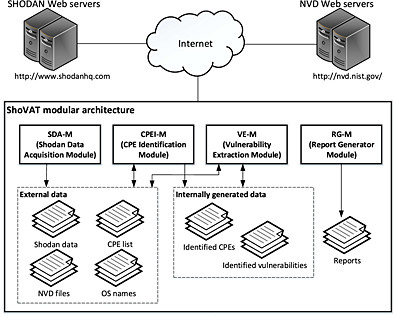 SHODAN Web servers
NVD Web servers
Internet
http://www.shodanhq.com
http://nvd.nist.gov/
ShoVAT modular architecture
SDA-M
(Shodan Data
Acquisition Module)
CPEI-M
(CPE Identification
Module)
VE-M
(Vulnerability
Extraction Module)
RG-M
(Report Generator
Module)
External data
Internally generated data
Shodan data
CPE list
Identified CPEs
Identified vulnerabilities
Reports
NVD files
OS names